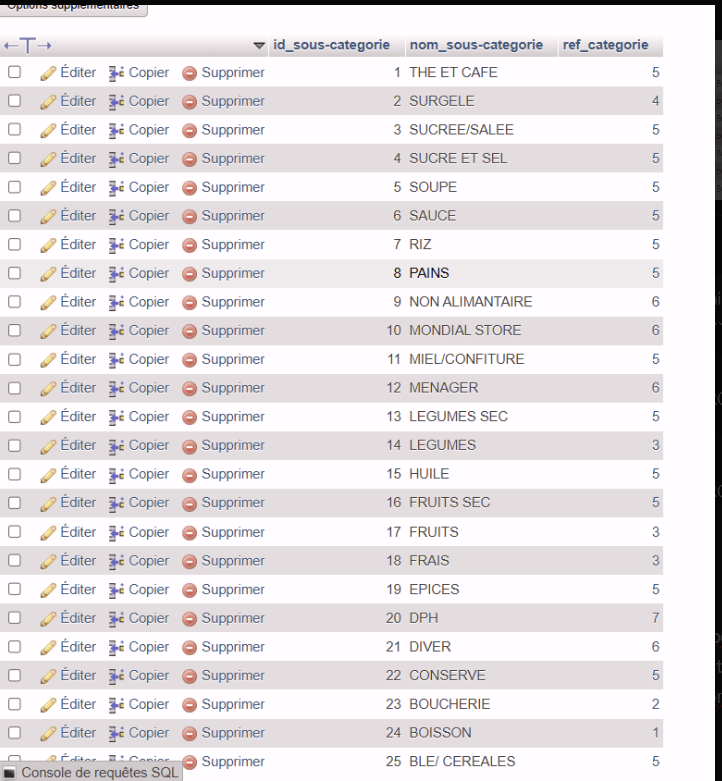 Options supplémentaires
←T→ id_sous-categorie nom_sous-categorie ref_categorie
Éditer Copier Supprimer 1 THE ET CAFE 5
Éditer Copier Supprimer 2 SURGELE 4
Éditer Copier Supprimer 3 SUCREE/SALEE 5
Éditer Copier Supprimer 4 SUCRE ET SEL 5
Éditer Copier Supprimer 5 SOUPE 5
Éditer Copier Supprimer 6 SAUCE 5
Éditer Copier Supprimer 7 RIZ 5
Éditer Copier Supprimer 8 PAINS 5
Éditer Copier Supprimer 9 NON ALIMANTAIRE 6
Éditer Copier Supprimer 10 MONDIAL STORE 6
Éditer Copier Supprimer 11 MIEL/CONFITURE 5
Éditer Copier Supprimer 12 MENAGER 6
Éditer Copier Supprimer 13 LEGUMES SEC 5
Éditer Copier Supprimer 14 LEGUMES 3
Éditer Copier Supprimer 15 HUILE 5
Éditer Copier Supprimer 16 FRUITS SEC 5
Éditer Copier Supprimer 17 FRUITS 3
Éditer Copier Supprimer 18 FRAIS 3
Éditer Copier Supprimer 19 EPICES 5
Éditer Copier Supprimer 20 DPH 7
Éditer Copier Supprimer 21 DIVER 6
Éditer Copier Supprimer 22 CONSERVE 5
Éditer Copier Supprimer 23 BOUCHERIE 2
Éditer Copier Supprimer 24 BOISSON 1
Éditer Copier Supprimer 25 BLE/ CEREALES 5
Console de requêtes SQL